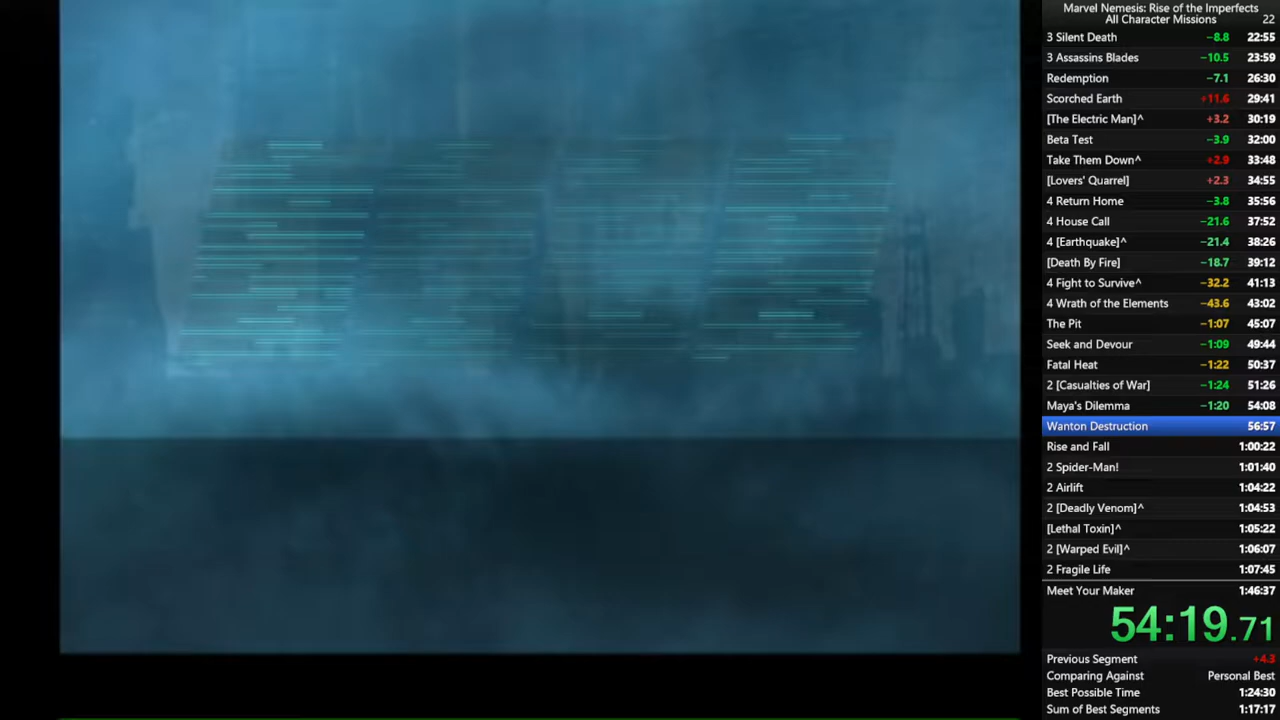 Marvel Nemesis: Rise of the Imperfects
All Character Missions 22
3 Silent Death −8.8 22:55
3 Assassins Blades −10.5 23:59
Redemption −7.1 26:30
Scorched Earth +11.6 29:41
[The Electric Man]^ +3.2 30:19
Beta Test −3.9 32:00
Take Them Down^ +2.9 33:48
[Lovers' Quarrel] +2.3 34:55
4 Return Home −3.8 35:56
4 House Call −21.6 37:52
4 [Earthquake]^ −21.4 38:26
[Death By Fire] −18.7 39:12
4 Fight to Survive^ −32.2 41:13
4 Wrath of the Elements −43.6 43:02
The Pit −1:07 45:07
Seek and Devour −1:09 49:44
Fatal Heat −1:22 50:37
2 [Casualties of War] −1:24 51:26
Maya's Dilemma −1:20 54:08
Wanton Destruction 56:57
Rise and Fall 1:00:22
2 Spider-Man! 1:01:40
2 Airlift 1:04:22
2 [Deadly Venom]^ 1:04:53
[Lethal Toxin]^ 1:05:22
2 [Warped Evil]^ 1:06:07
2 Fragile Life 1:07:45
Meet Your Maker 1:46:37
54:19.71
Previous Segment +4.3
Comparing Against Personal Best
Best Possible Time 1:24:30
Sum of Best Segments 1:17:17